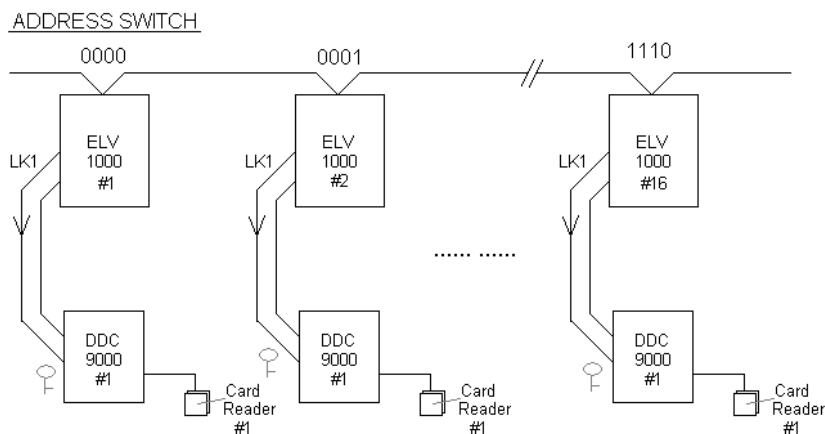 ADDRESS SWITCH
0000
0001
1110
ELV
1000
#1
ELV
1000
#2
ELV
1000
#16
LK1
LK1
LK1
...... ......
DDC
9000
#1
DDC
9000
#1
DDC
9000
#1
Card
Reader
#1
Card
Reader
#1
Card
Reader
#1